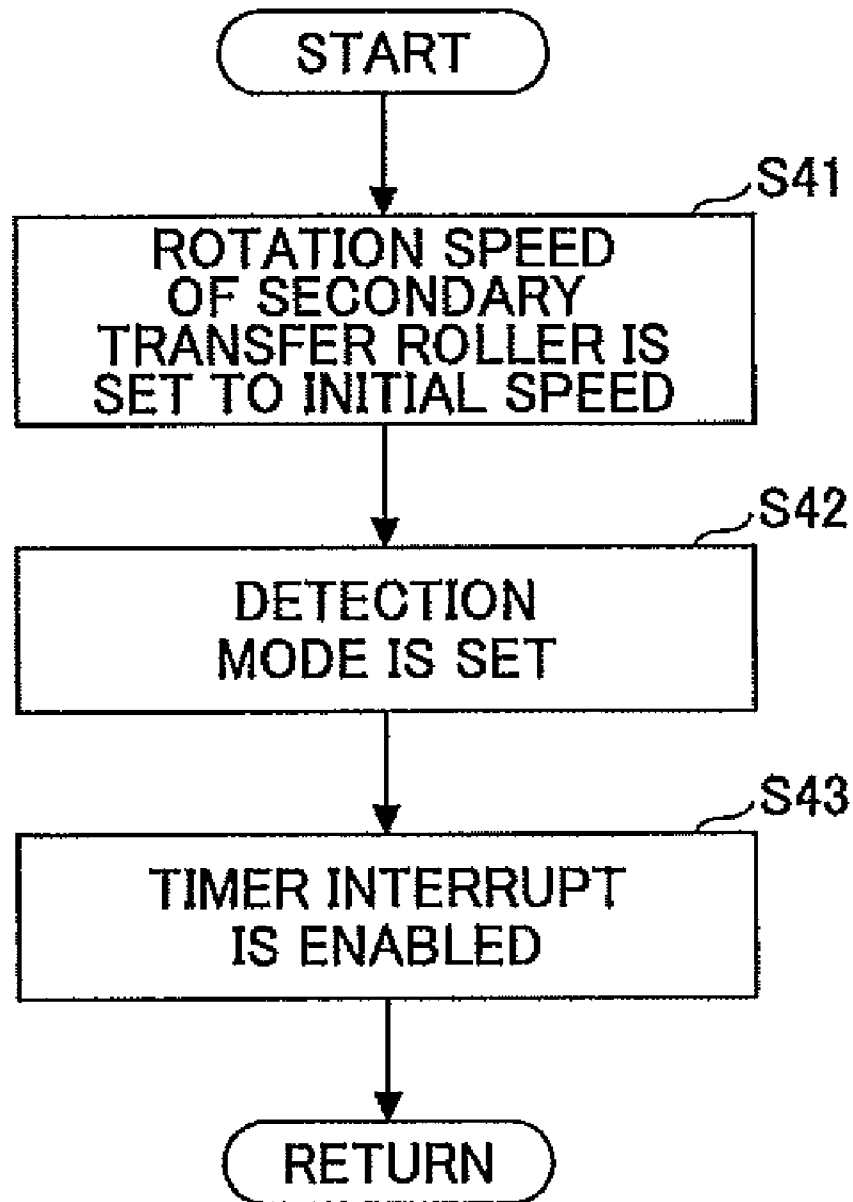 START
S41
ROTATION SPEED
OF SECONDARY
TRANSFER ROLLER IS
SET TO INITIAL SPEED
S42
DETECTION
MODE IS SET
S43
TIMER INTERRUPT
IS ENABLED
RETURN